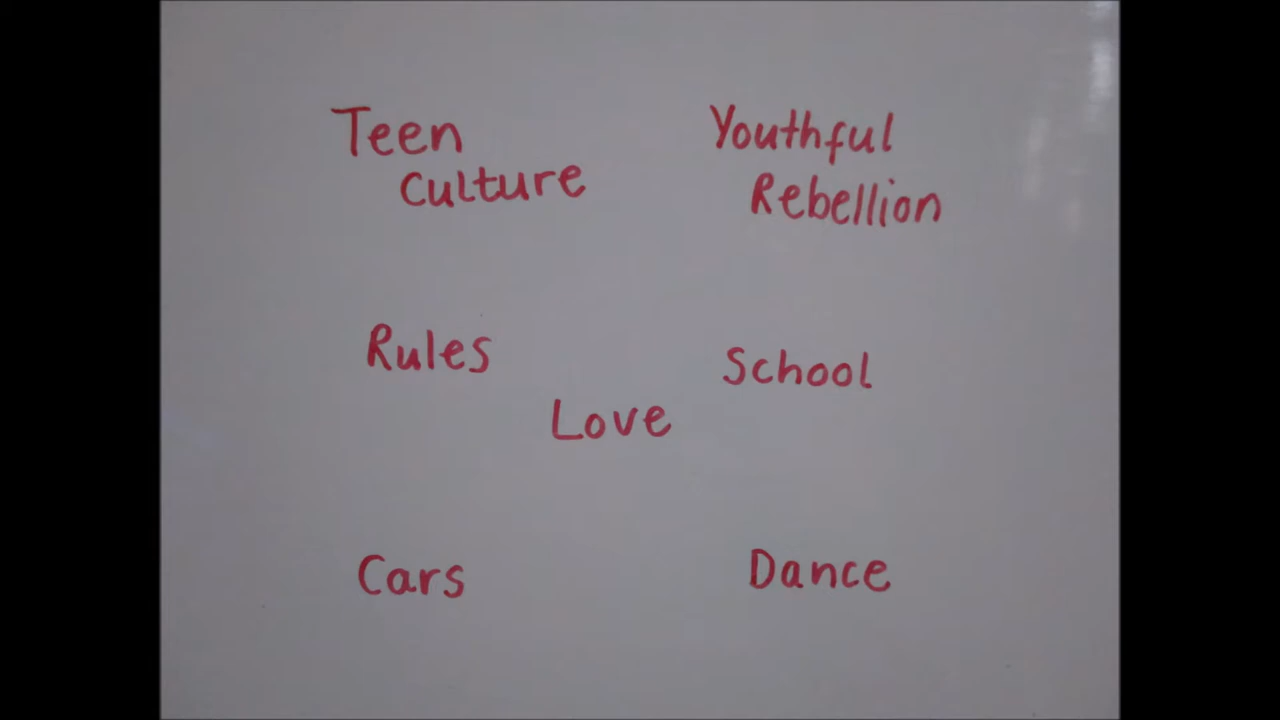 Teen
Culture
Youthful
Rebellion
Rules
School
Love
Cars
Dance